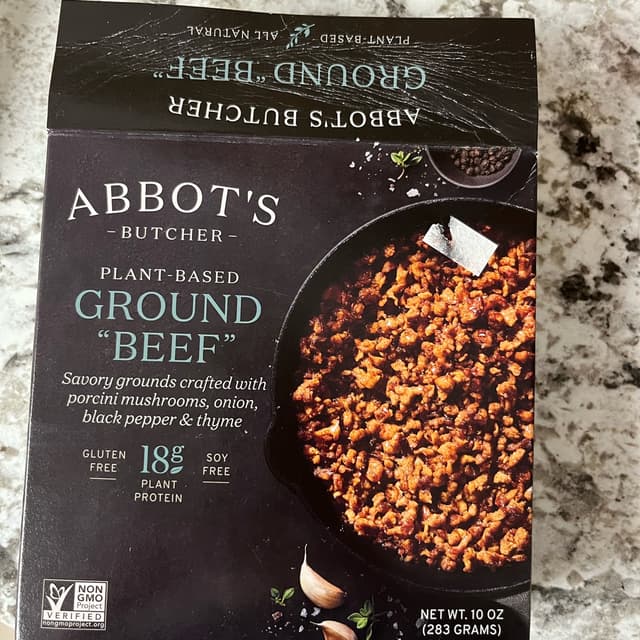 PLANT-BASED ALL NATURAL
GROUND "BEEF"
ABBOT'S BUTCHER
ABBOT'S
- BUTCHER -
PLANT-BASED
GROUND
“BEEF”
Savory grounds crafted with
porcini mushrooms, onion,
black pepper & thyme
GLUTEN
FREE
18g
PLANT
PROTEIN
SOY
FREE
NON
GMO
Project
VERIFIED
nongmoproject.org
NET WT. 10 OZ
(283 GRAMS)